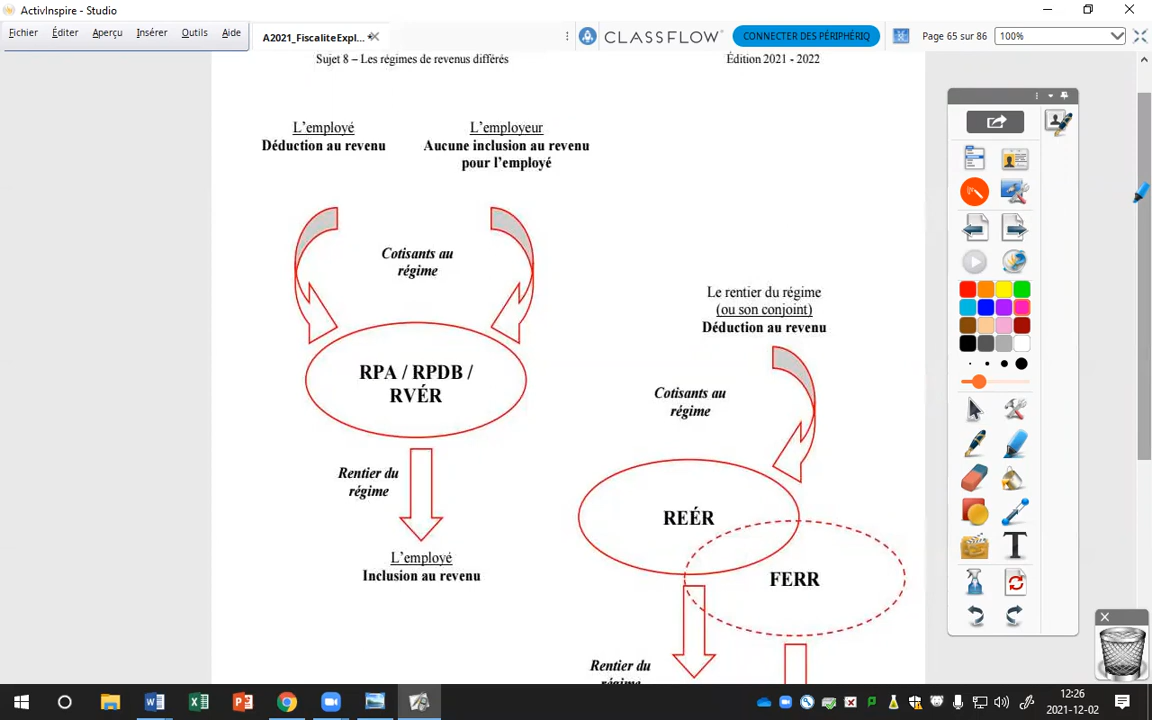 ActivInspire - Studio
Fichier Éditer Aperçu Insérer Outils Aide
A2021_FiscaliteExpl...
CLASSFLOW
CONNECTER DES PÉRIPHÉRIQ
Page 65 sur 86
100%
Sujet 8 – Les régimes de revenus différés
Édition 2021 - 2022
L'employé
Déduction au revenu
L'employeur
Aucune inclusion au revenu
pour l'employé
Cotisants au
régime
RPA / RPDB /
RVÉR
Rentier du
régime
L'employé
Inclusion au revenu
Le rentier du régime
(ou son conjoint)
Déduction au revenu
Cotisants au
régime
REÉR
FERR
Rentier du
régime
T
12:26
2021-12-02